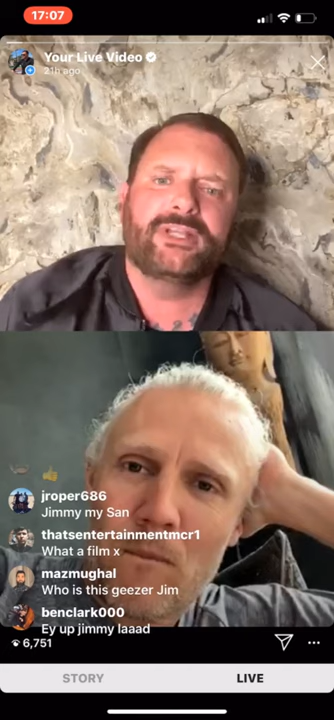 17:07
Your Live Video
21h ago
jroper686
Jimmy my San
thatsentertainmentmcr1
What a film x
mazmughal
Who is this geezer Jim
benclark000
Ey up jimmy laaad
6,751
STORY
LIVE